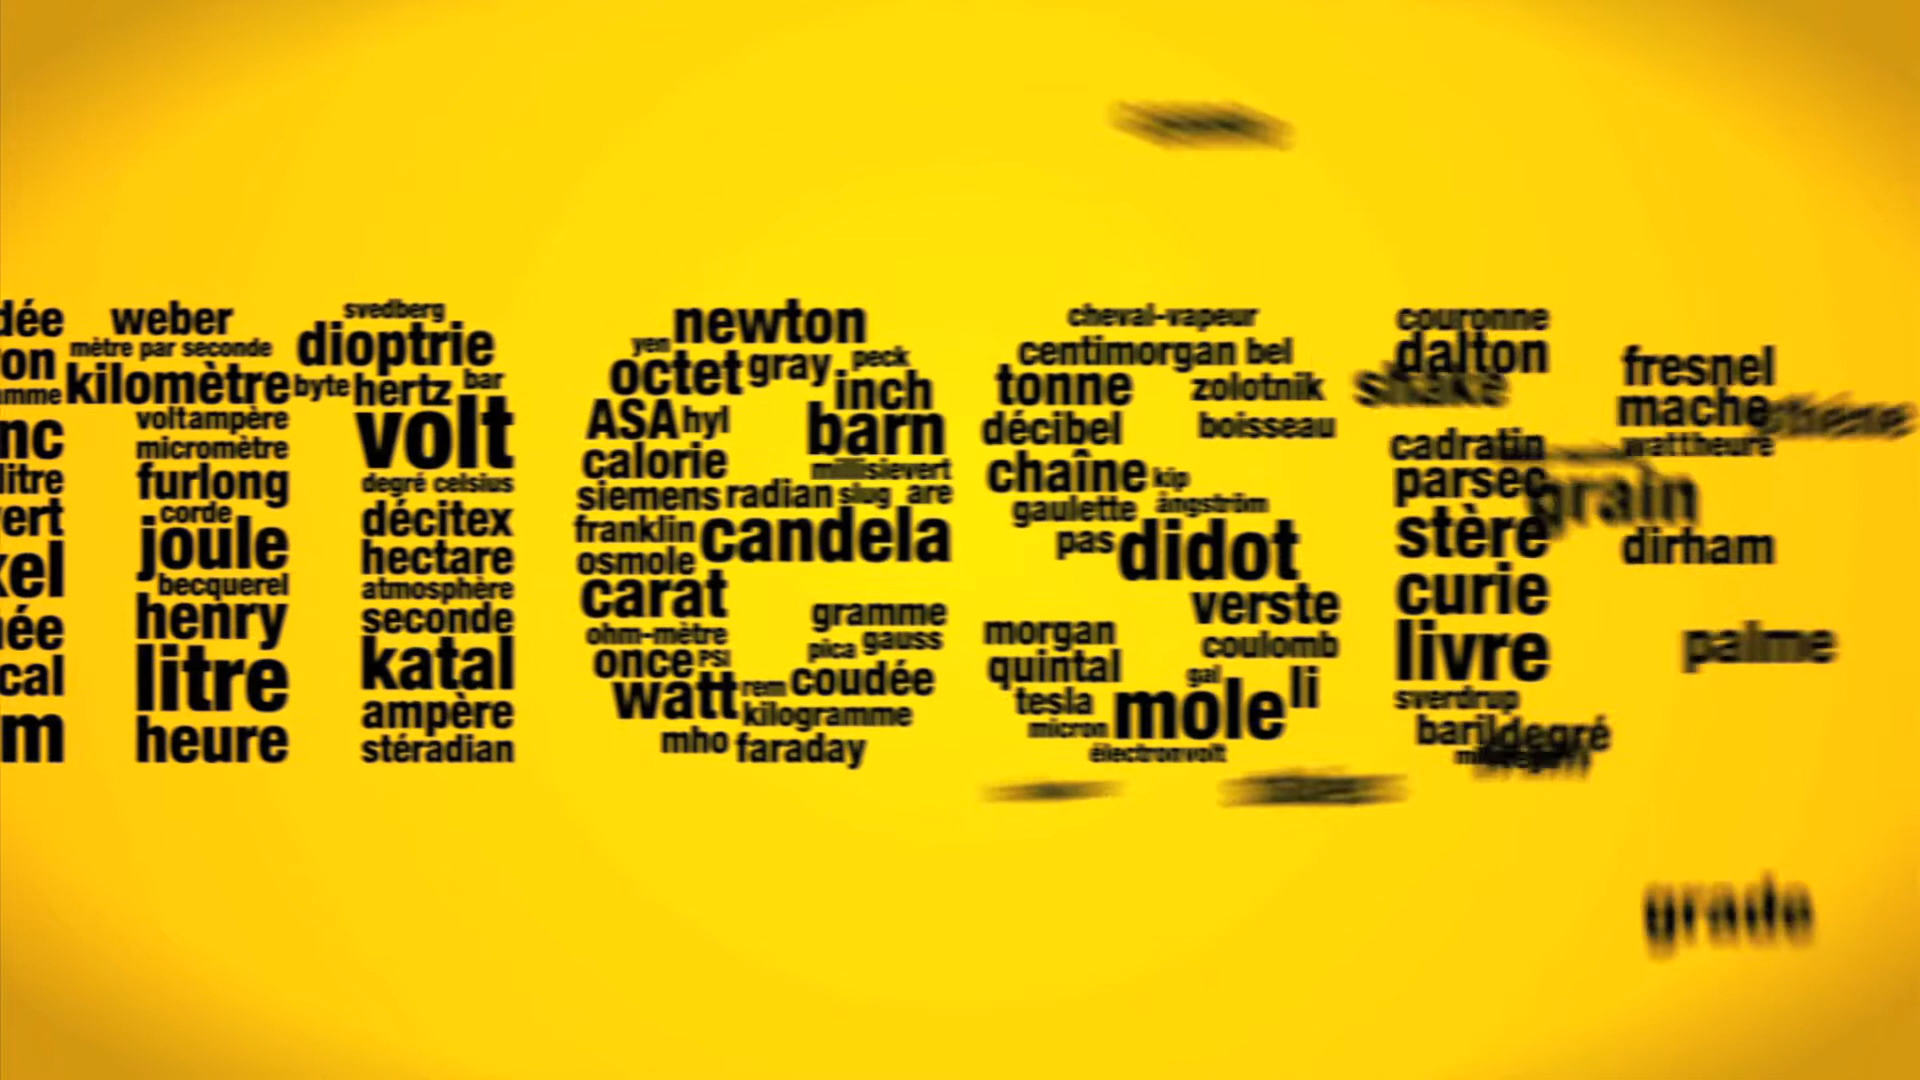 dée
on
mme
nc
litre
ert
xel
née
cal
m
weber
mètre par seconde
kilomètre
voltampère
micromètre
furlong
corde
joule
becquerel
henry
litre
heure
svedberg
dioptrie
byte hertz bar
volt
degré celsius
décitex
hectare
atmosphère
seconde
katal
ampère
stéradian
newton
yen
octet gray peck
inch
ASA hyl barn
calorie millisievert
siemens radian slug are
franklin candela
osmole
carat
gramme
ohm-mètre pica gauss
once PSI
watt rem coudée
kilogramme
mho faraday
cheval-vapeur
centimorgan bel
tonne zolotnik
décibel boisseau
chaîne kip
gaulette ångström
pas didot
verste
morgan coulomb
quintal gal
tesla mole li
micron
électronvolt
couronne
dalton
shake
cadratin
parsec
grain
stère
curie
livre
sverdrup
baril degré
fresnel
mache
wattheure
dirham
palme
grade